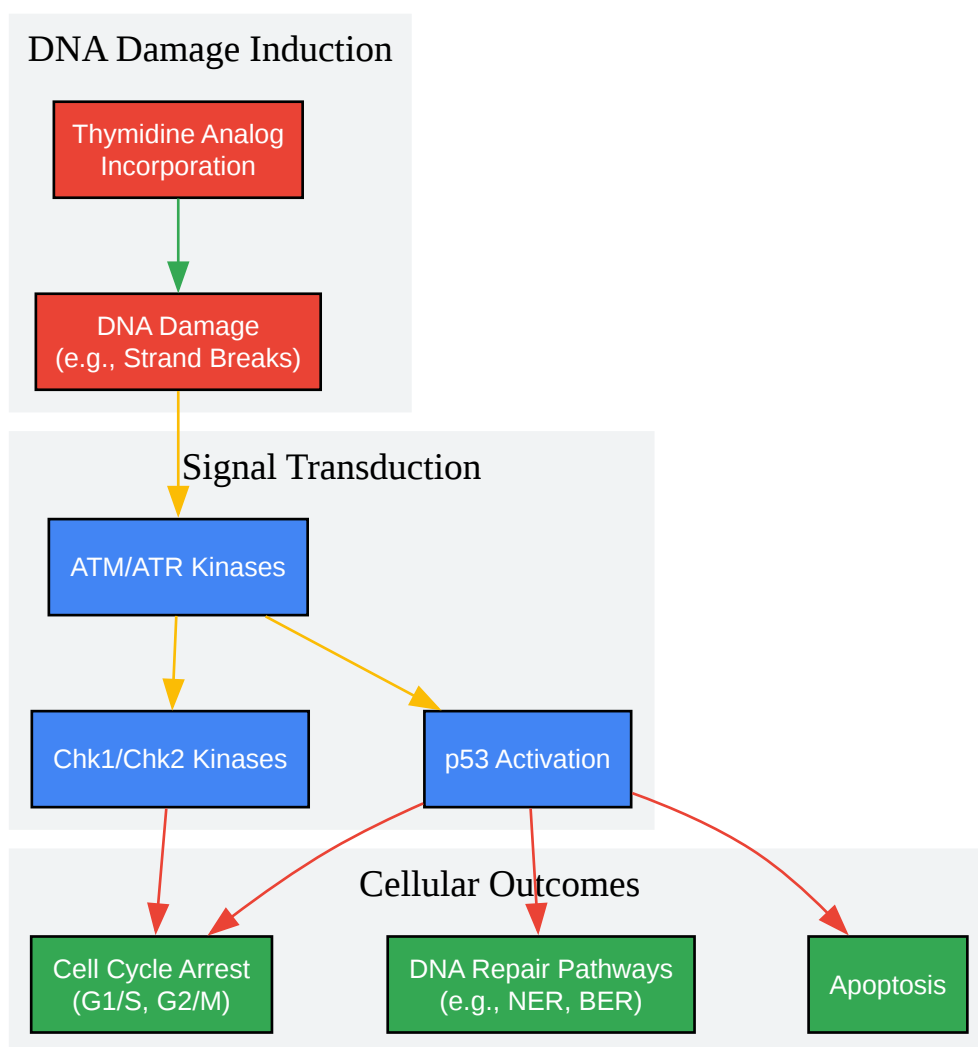 DNA Damage Induction
Thymidine Analog
Incorporation
DNA Damage
(e.g., Strand Breaks)
Signal Transduction
ATM/ATR Kinases
Chk1/Chk2 Kinases
p53 Activation
Cellular Outcomes
Cell Cycle Arrest
(G1/S, G2/M)
DNA Repair Pathways
(e.g., NER, BER)
Apoptosis